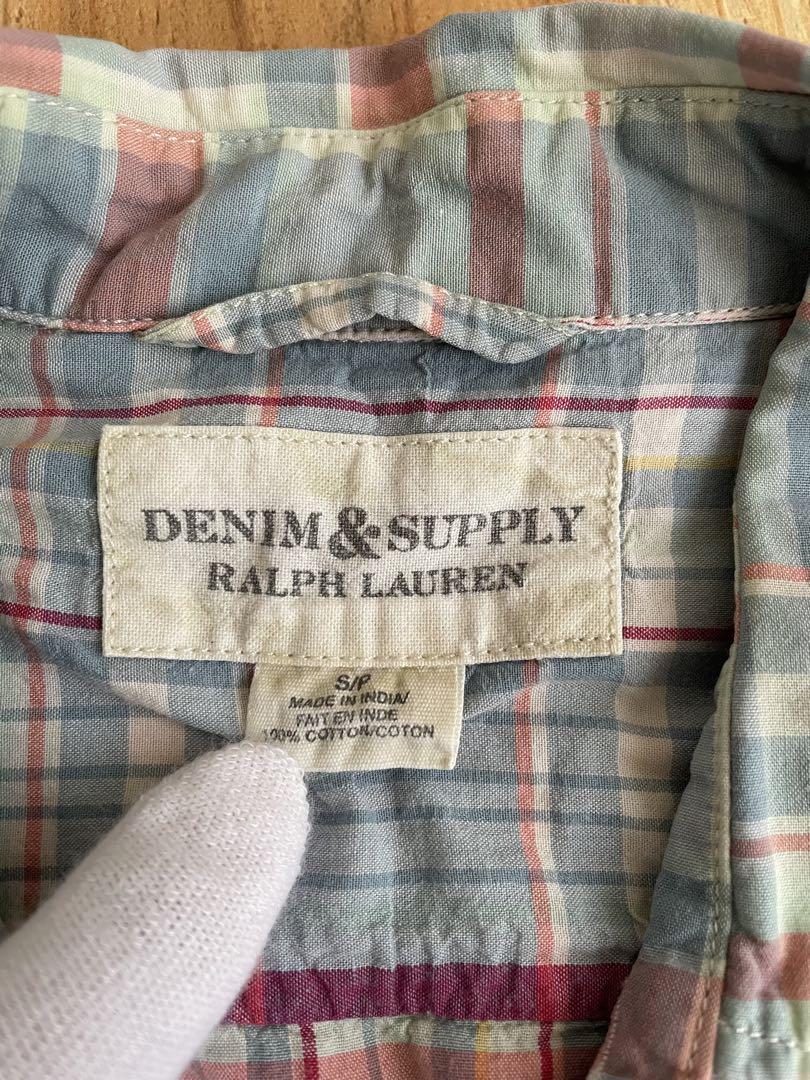 DENIM & SUPPLY
RALPH LAUREN
S/P
MADE IN INDIA/
FAIT EN INDE
100% COTTON/COTON